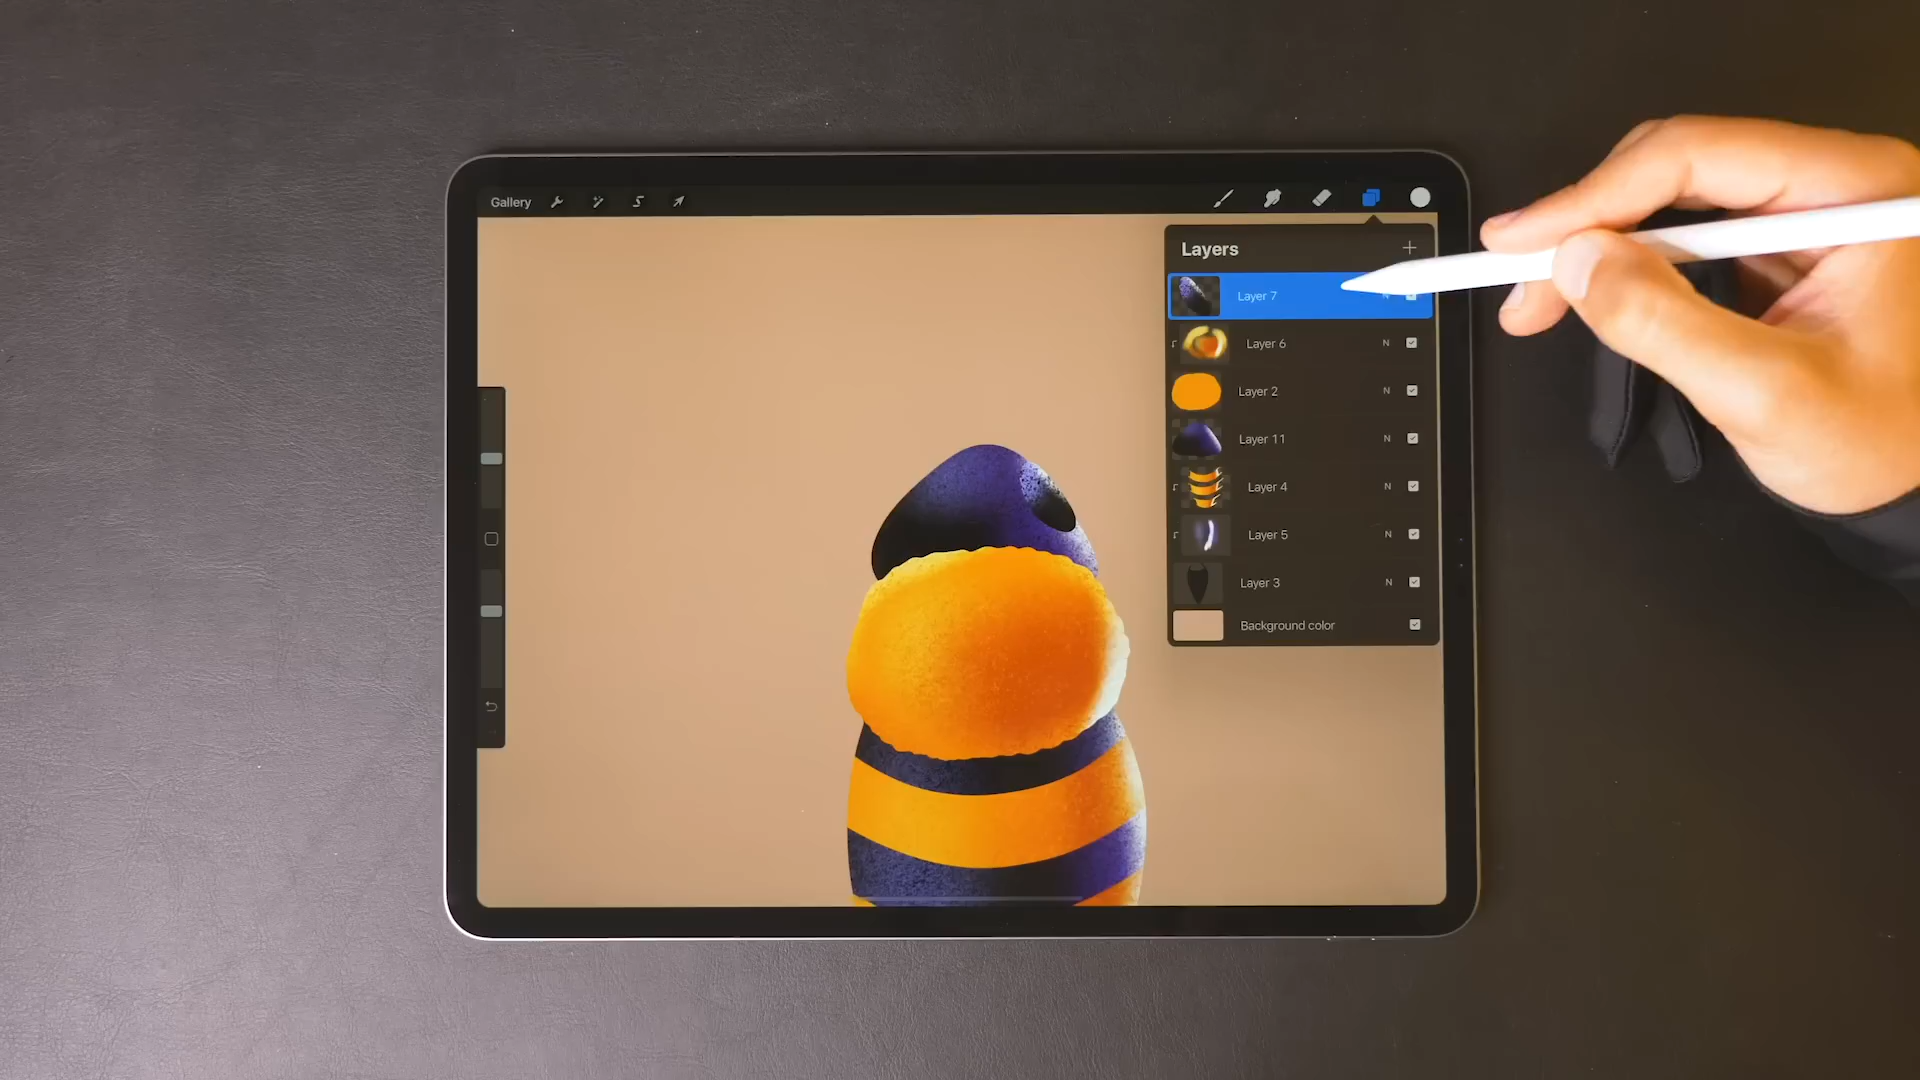 Gallery
Layers
Layer 7 N
Layer 6 N
Layer 2 N
Layer 11 N
Layer 4 N
Layer 5 N
Layer 3 N
Background color